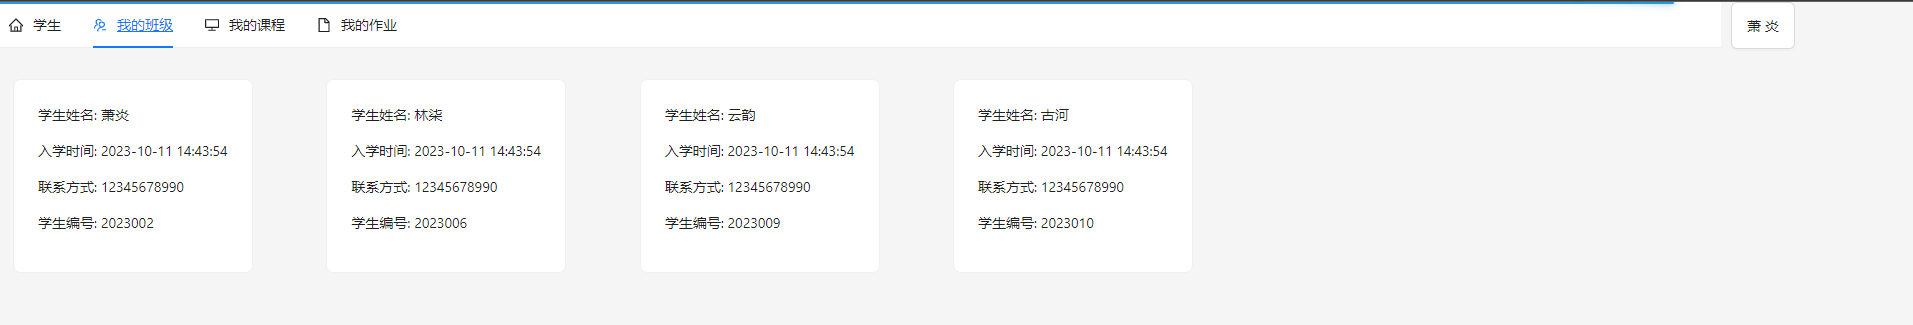 学生 我的班级 我的课程 我的作业 萧 炎
学生姓名: 萧炎
入学时间: 2023-10-11 14:43:54
联系方式: 12345678990
学生编号: 2023002
学生姓名: 林柒
入学时间: 2023-10-11 14:43:54
联系方式: 12345678990
学生编号: 2023006
学生姓名: 云韵
入学时间: 2023-10-11 14:43:54
联系方式: 12345678990
学生编号: 2023009
学生姓名: 古河
入学时间: 2023-10-11 14:43:54
联系方式: 12345678990
学生编号: 2023010